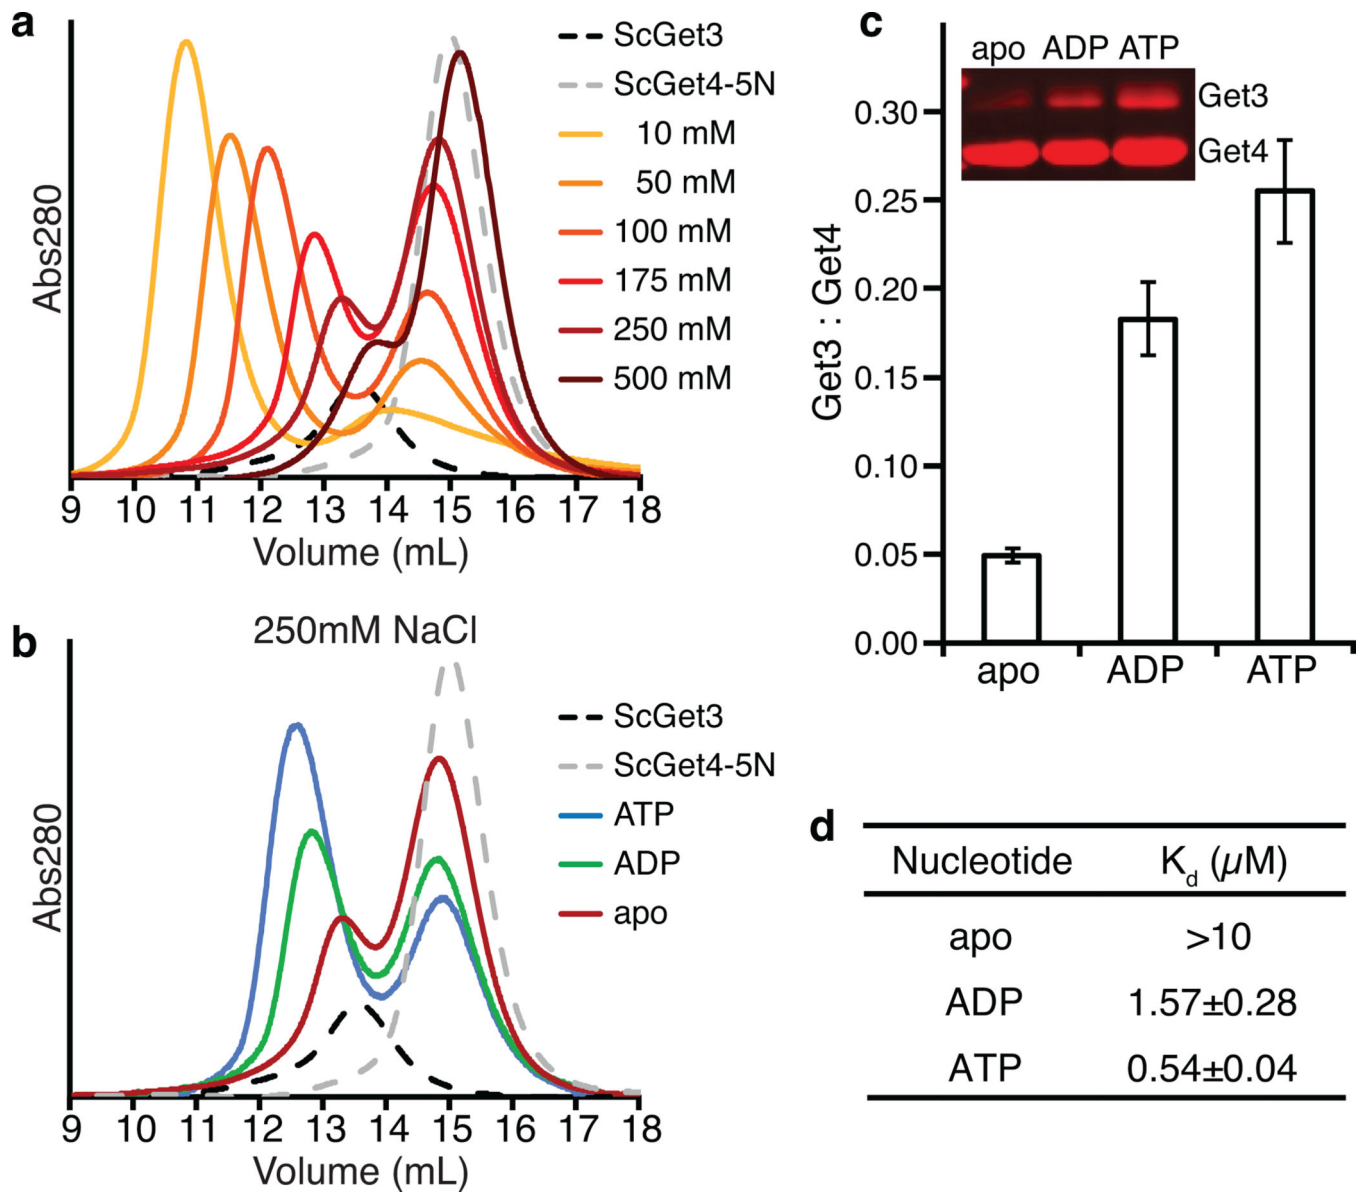 a
Abs280
ScGet3
ScGet4-5N
10 mM
50 mM
100 mM
175 mM
250 mM
500 mM
9 10 11 12 13 14 15 16 17 18
Volume (mL)
b
250mM NaCl
Abs280
ScGet3
ScGet4-5N
ATP
ADP
apo
9 10 11 12 13 14 15 16 17 18
Volume (mL)
c
apo ADP ATP
Get3
Get4
Get3 : Get4
0.30
0.25
0.20
0.15
0.10
0.05
0.00
apo ADP ATP
d
Nucleotide Kd (µM)
apo >10
ADP 1.57±0.28
ATP 0.54±0.04